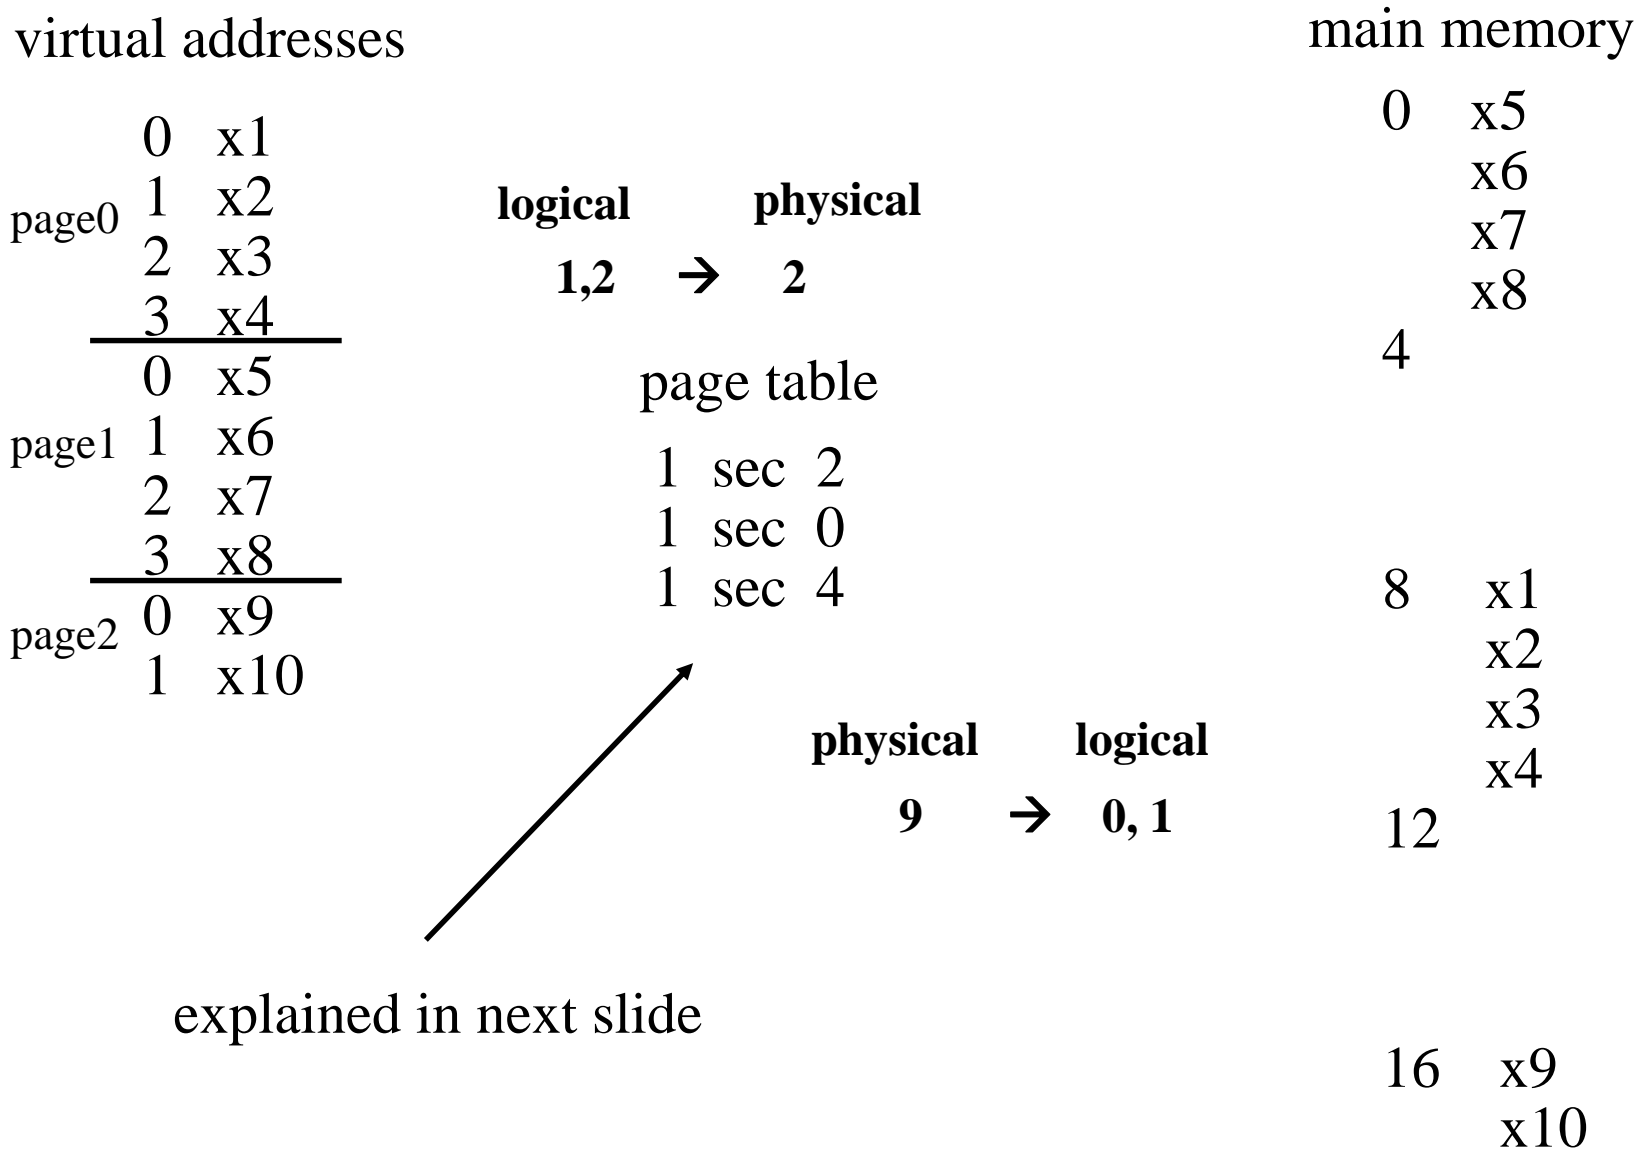 virtual addresses
0 x1
1 x2
page0
2 x3
3 x4
0 x5
1 x6
page1
2 x7
3 x8
0 x9
page2
1 x10
logical physical
1,2 → 2
page table
1 sec 2
1 sec 0
1 sec 4
physical logical
9 → 0, 1
explained in next slide
main memory
0 x5
x6
x7
x8
4
8 x1
x2
x3
x4
12
16 x9
x10